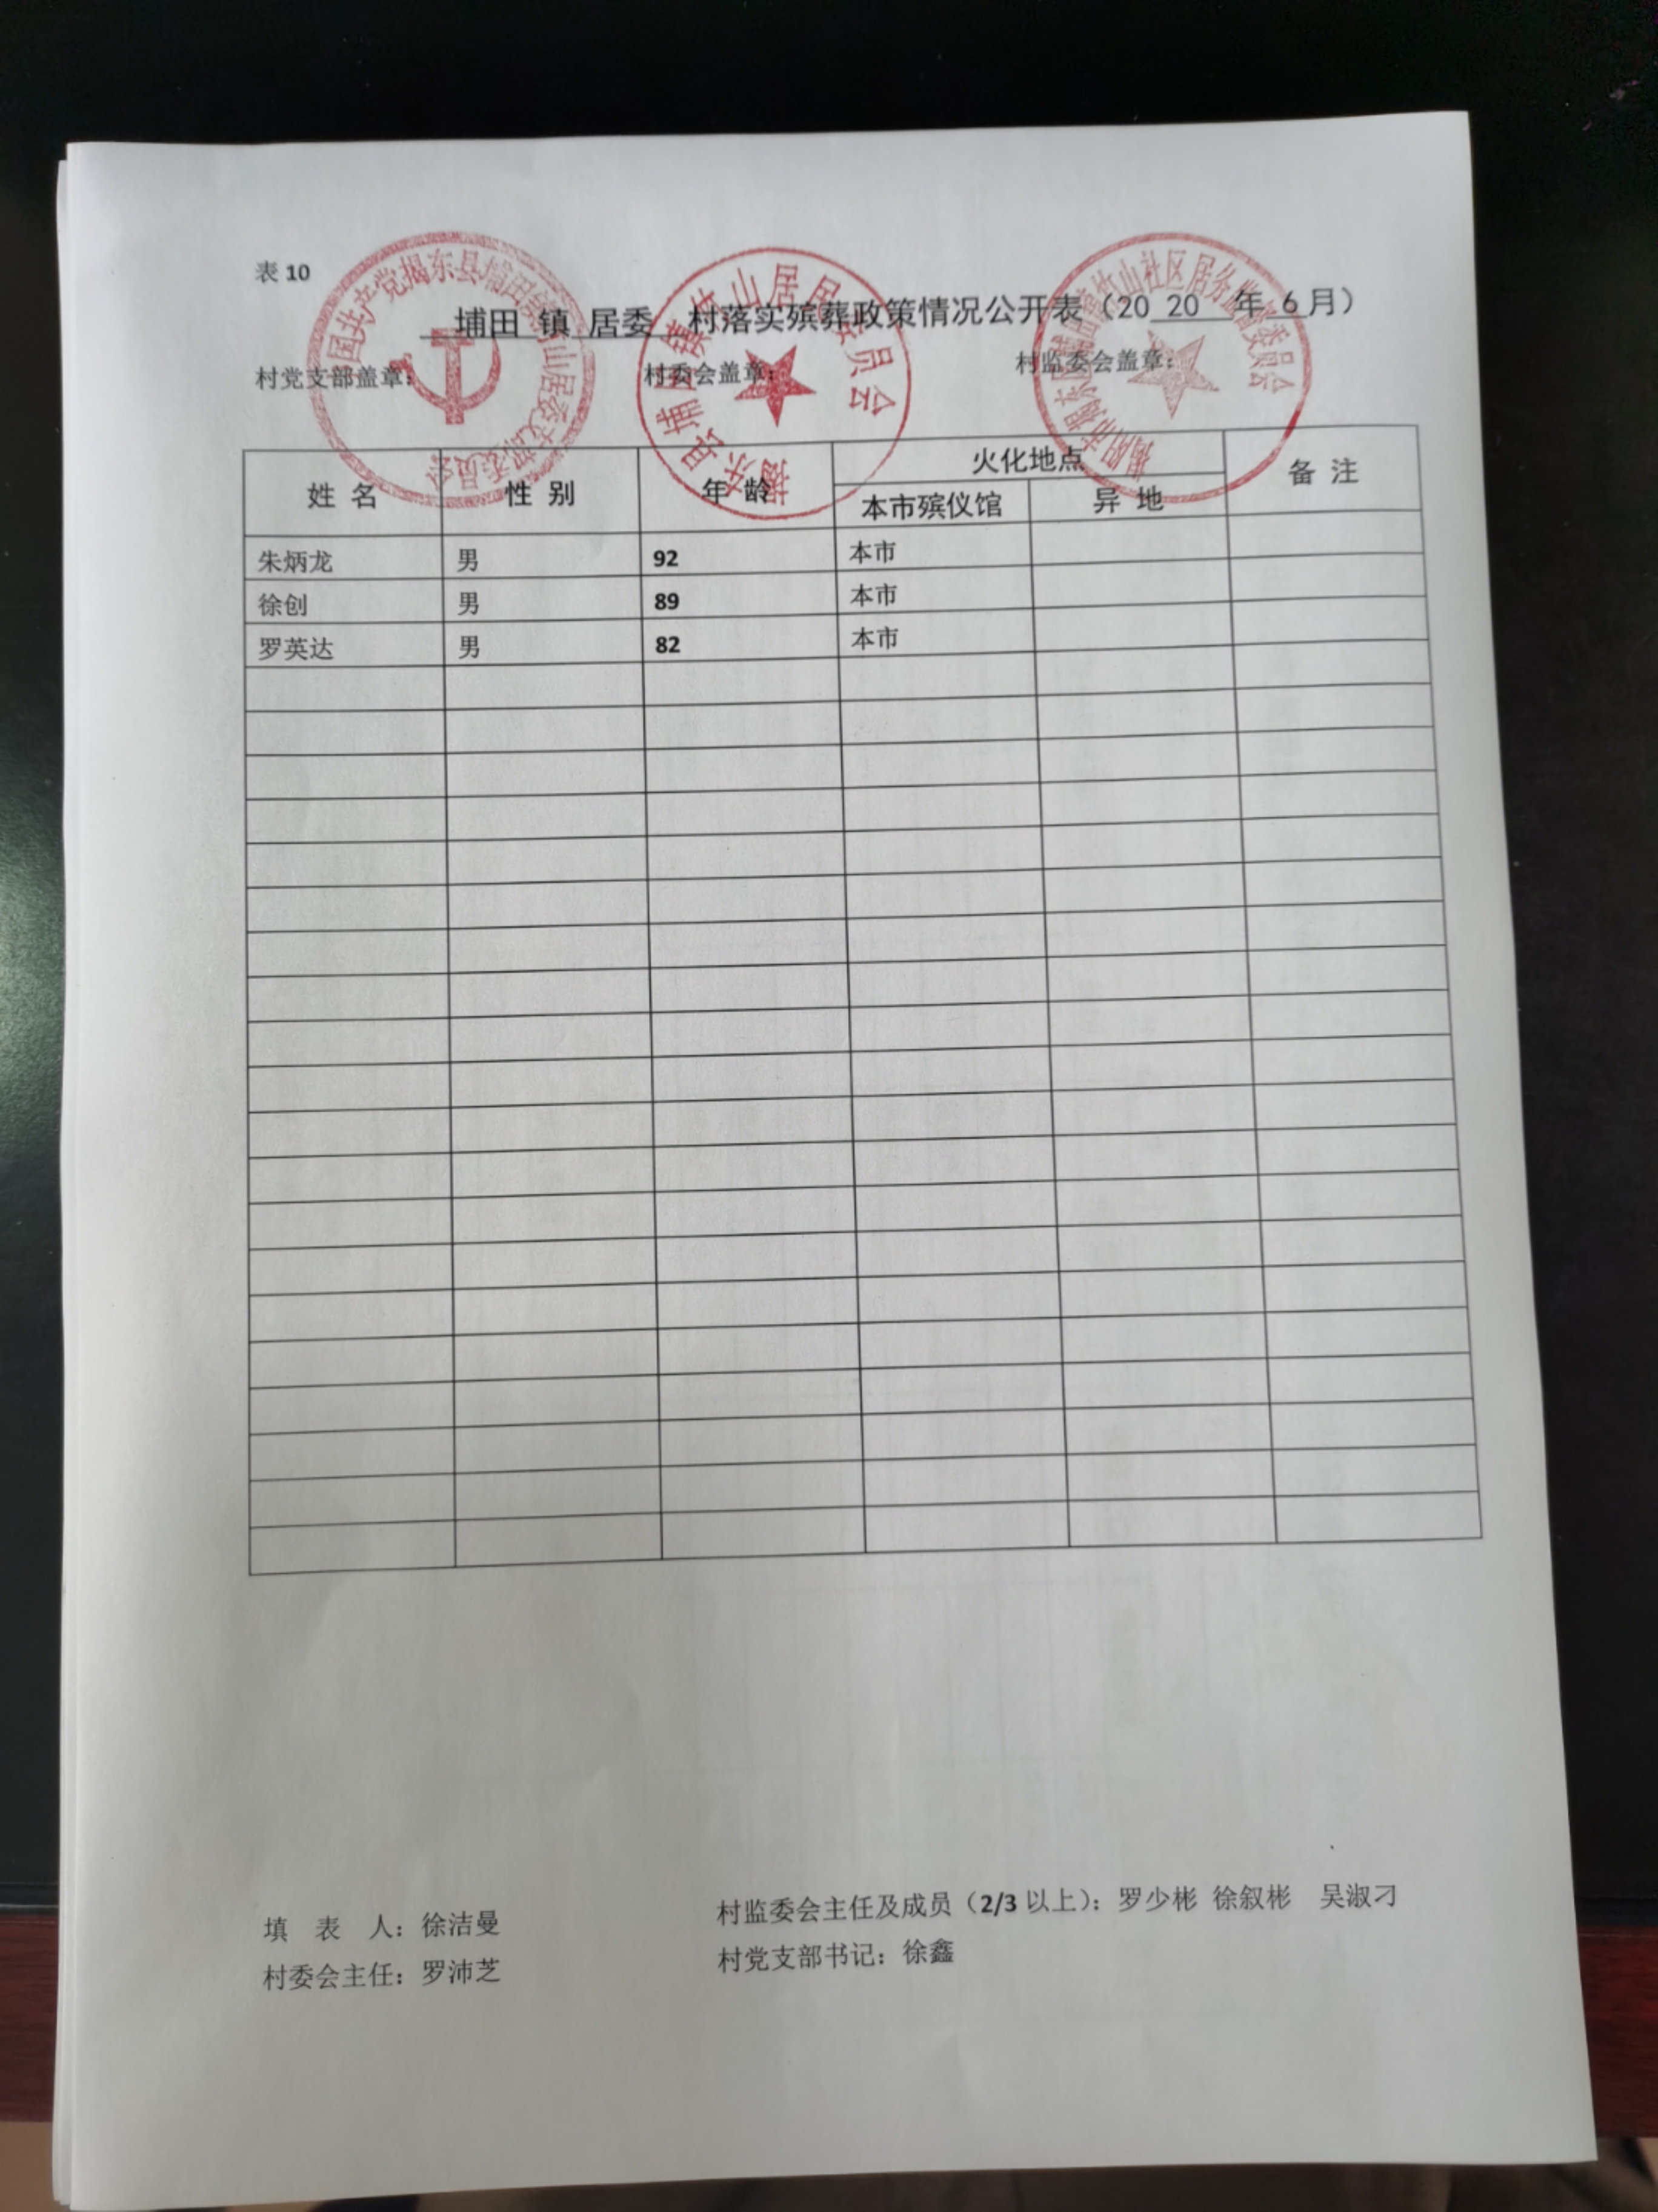 表 10
埔田 镇 居委 村落实殡葬政策情况公开表（20 20 年 6 月）
村党支部盖章： 村委会盖章： 村监委会盖章：
姓 名 性 别 年 龄 火化地点 备 注
本市殡仪馆 异 地
朱炳龙 男 92 本市
徐创 男 89 本市
罗英达 男 82 本市
填 表 人：徐洁曼 村监委会主任及成员（2/3 以上）：罗少彬 徐叙彬 吴淑刁
村委会主任：罗沛芝 村党支部书记：徐鑫